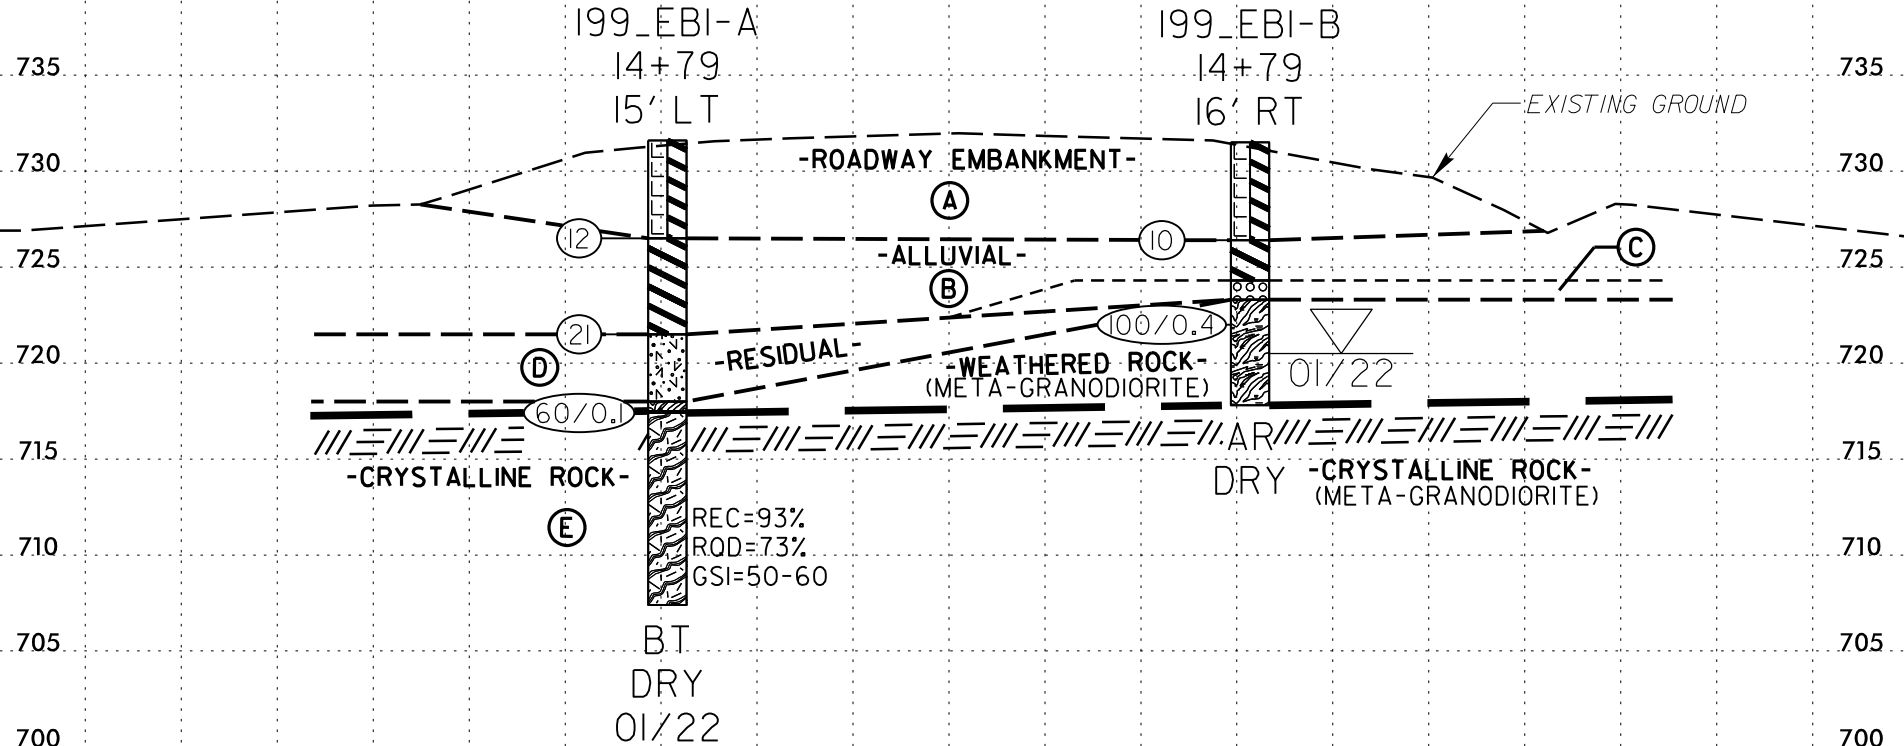 199_EB1-A
14+79
15' LT
199_EB1-B
14+79
16' RT
735
735
EXISTING GROUND
730
-ROADWAY EMBANKMENT-
730
A
12
10
725
-ALLUVIAL-
C
725
B
21
100/0.4
720
D
-RESIDUAL-
-WEATHERED ROCK-
(META-GRANODIORITE)
01/22
720
60/0.1
715
AR
DRY
715
-CRYSTALLINE ROCK-
-CRYSTALLINE ROCK-
(META-GRANODIORITE)
E
REC=93%
RQD=73%
GSI=50-60
710
710
705
BT
DRY
01/22
705
700
700